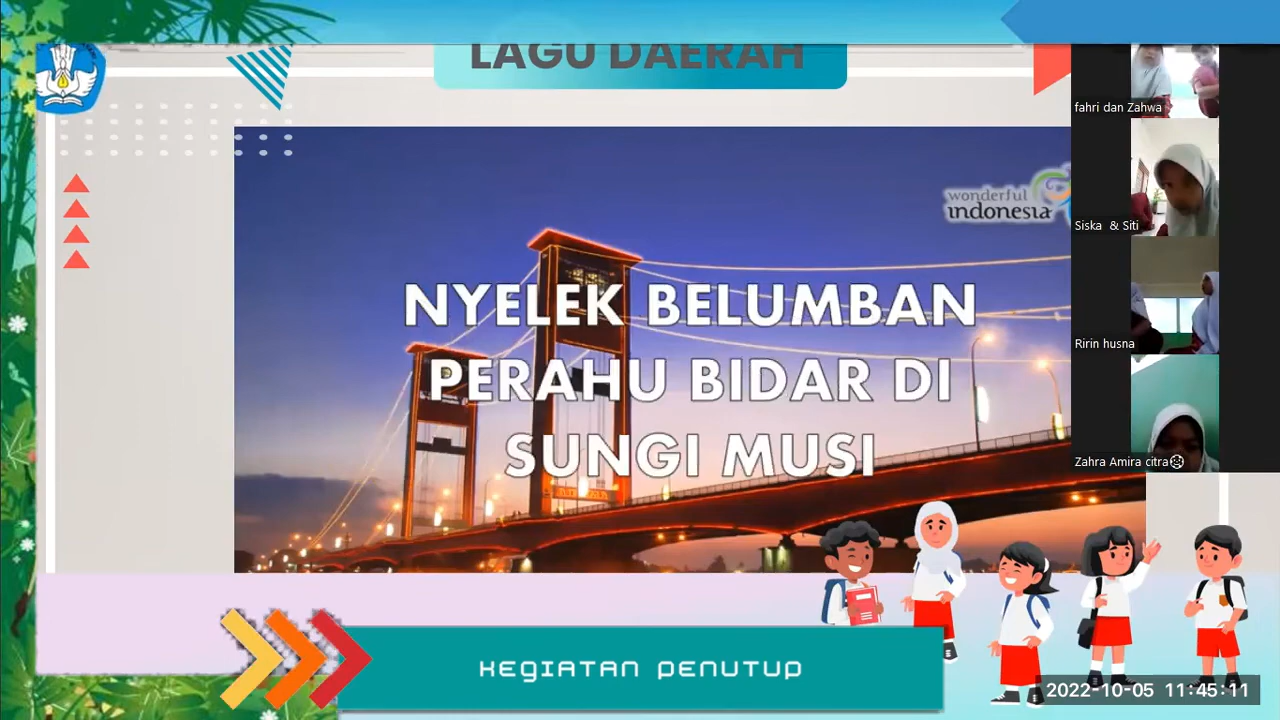 LAGU DAERAH
wonderful
indonesia
NYELEK BELUMBAN
PERAHU BIDAR DI
SUNGI MUSI
fahri dan Zahwa
Siska & Siti
Ririn husna
Zahra Amira citra
KEGIATAN PENUTUP
2022-10-05 11:45:11